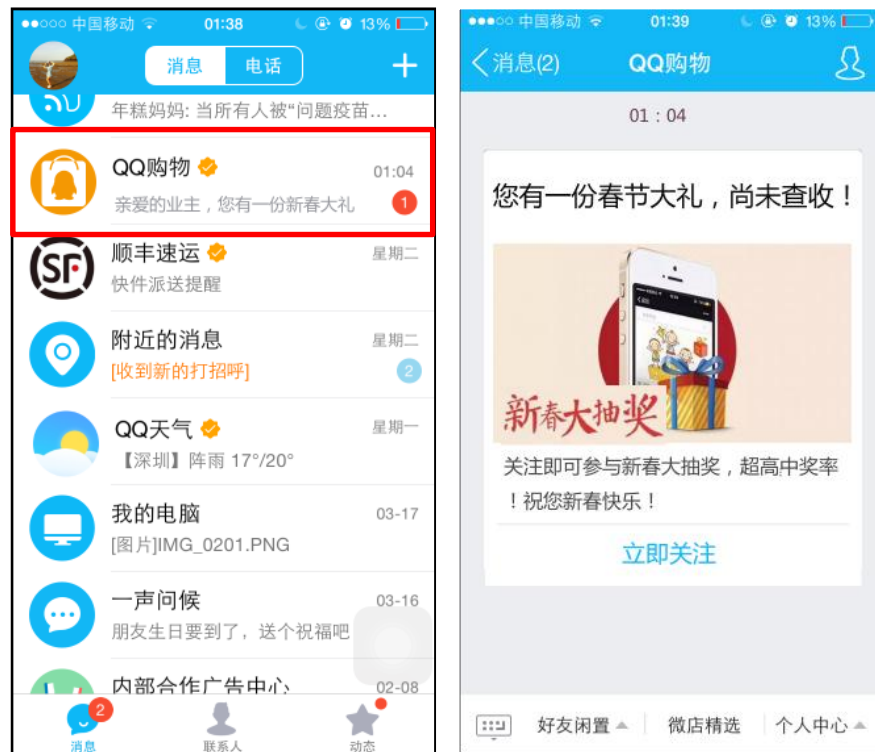 中国移动
01:38
13%
消息
电话
年糕妈妈: 当所有人被“问题疫苗...
QQ购物
01:04
亲爱的业主，您有一份新春大礼
1
SF
顺丰速运
星期二
快件派送提醒
附近的消息
星期二
[收到新的打招呼]
2
QQ天气
星期一
【深圳】阵雨 17°/20°
我的电脑
03-17
[图片]IMG_0201.PNG
一声问候
03-16
朋友生日要到了，送个祝福吧
内部合作广告中心
02-08
2
消息
联系人
动态
中国移动
01:39
13%
消息(2)
QQ购物
01：04
您有一份春节大礼，尚未查收！
新春大抽奖
关注即可参与新春大抽奖，超高中奖率
！祝您新春快乐！
立即关注
好友闲置
微店精选
个人中心